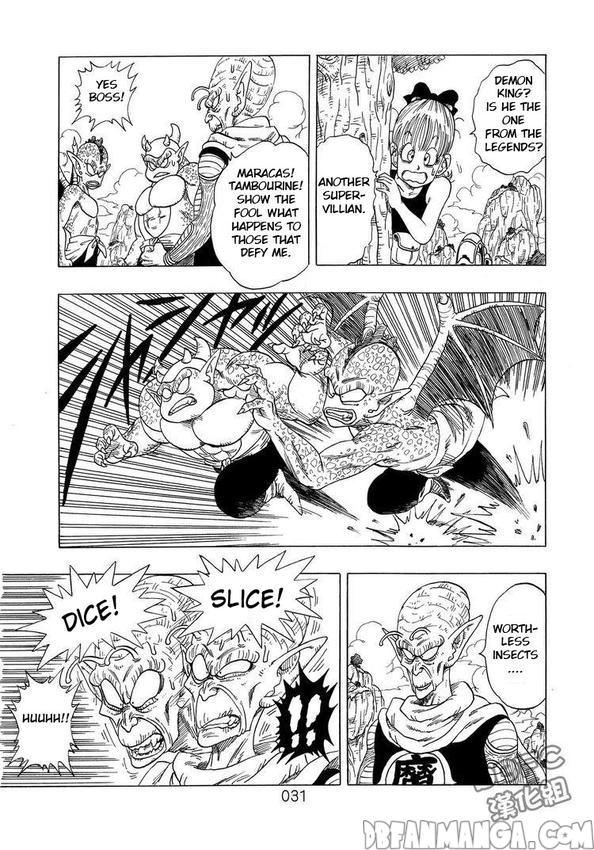 DEMON
KING?
IS HE THE
ONE
FROM THE
LEGENDS?
ANOTHER
SUPER-
VILLIAN.
YES
BOSS!
MARACAS!
TAMBOURINE!
SHOW THE
FOOL WHAT
HAPPENS TO
THOSE THAT
DEFY ME.
WORTH-
LESS
INSECTS
....
SLICE!
DICE!
HUUHH!!
魔
漢化組
031
DBFANMANGA.COM